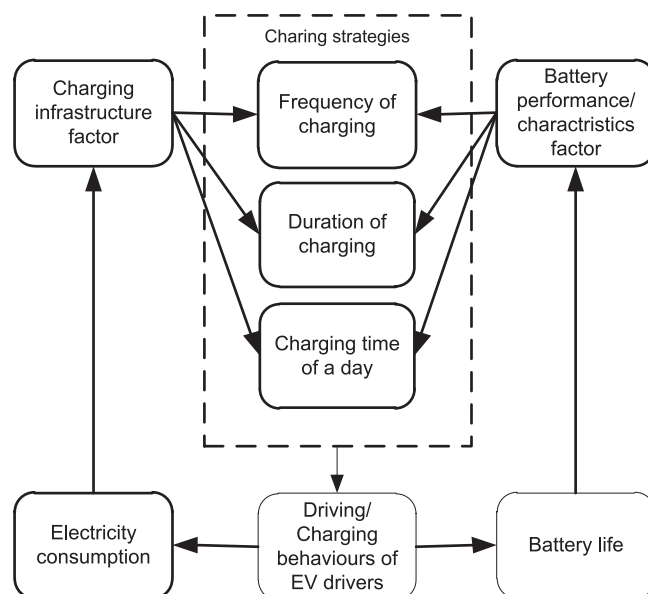 Charing strategies
Charging
infrastructure
factor
Frequency of
charging
Battery
performance/
charactristics
factor
Duration of
charging
Charging time
of a day
Electricity
consumption
Driving/
Charging
behaviours of
EV drivers
Battery life